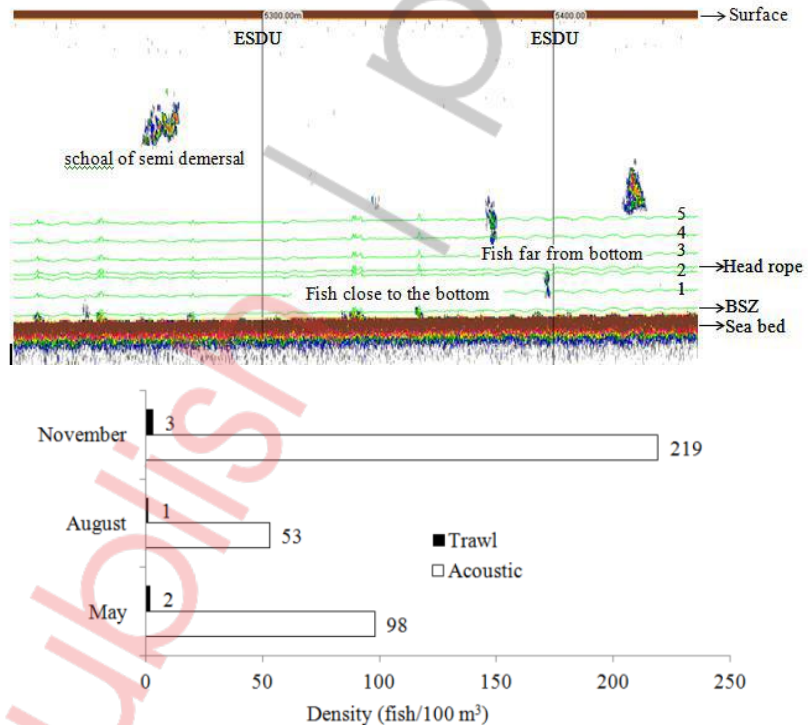 5300.00m
5400.00
Surface
ESDU
ESDU
schoal of semi demersal
5
4
3
Fish far from bottom
2
Head rope
1
Fish close to the bottom
BSZ
Sea bed
November
3
219
August
1
53
Trawl
Acoustic
May
2
98
0
50
100
150
200
250
Density (fish/100 m³)